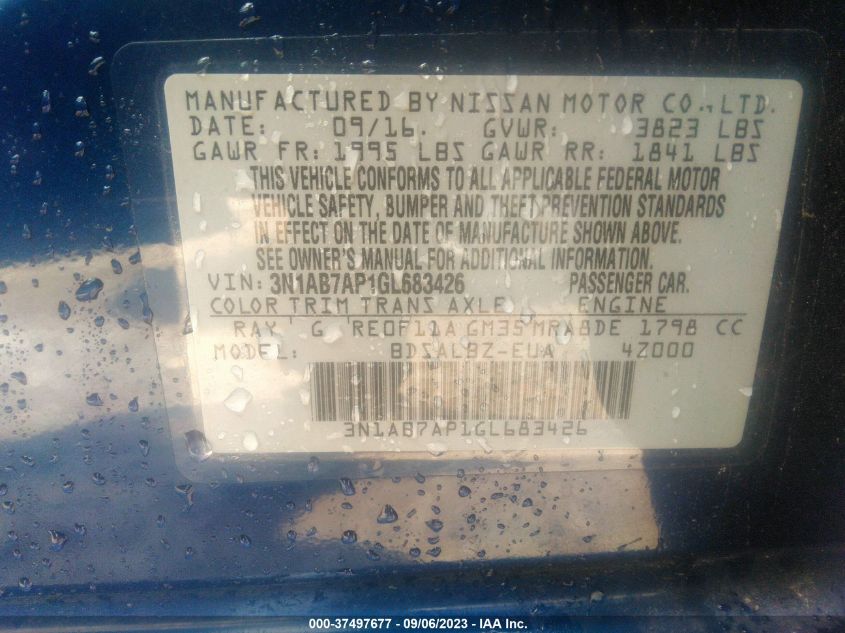 MANUFACTURED BY NISSAN MOTOR CO., LTD.
DATE: 09/16. GVWR: 3823 LBS
GAWR FR: 1995 LBS GAWR RR: 1841 LBS
THIS VEHICLE CONFORMS TO ALL APPLICABLE FEDERAL MOTOR
VEHICLE SAFETY, BUMPER AND THEFT PREVENTION STANDARDS
IN EFFECT ON THE DATE OF MANUFACTURE SHOWN ABOVE.
SEE OWNER'S MANUAL FOR ADDITIONAL INFORMATION.
VIN: 3N1AB7AP1GL683426 PASSENGER CAR.
COLOR TRIM TRANS AXLE ENGINE
RAY G RE0F11A GM35 MRA8DE 1798 CC
MODEL: BDSALBZ-EUA 4Z000
3N1AB7AP1GL683426
000-37497677 - 09/06/2023 - IAA Inc.